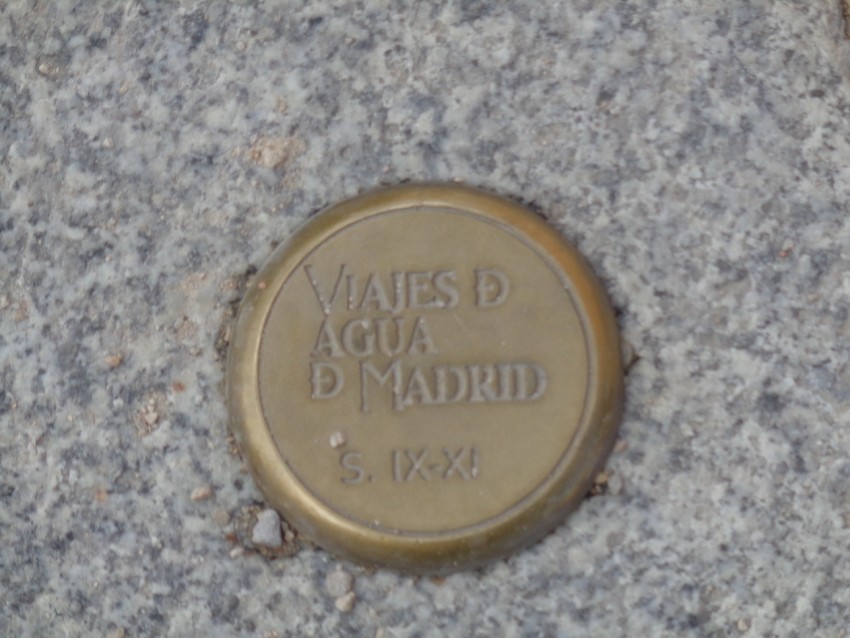 VIAJES Đ
AGUA
Đ MADRID
S. IX-XI